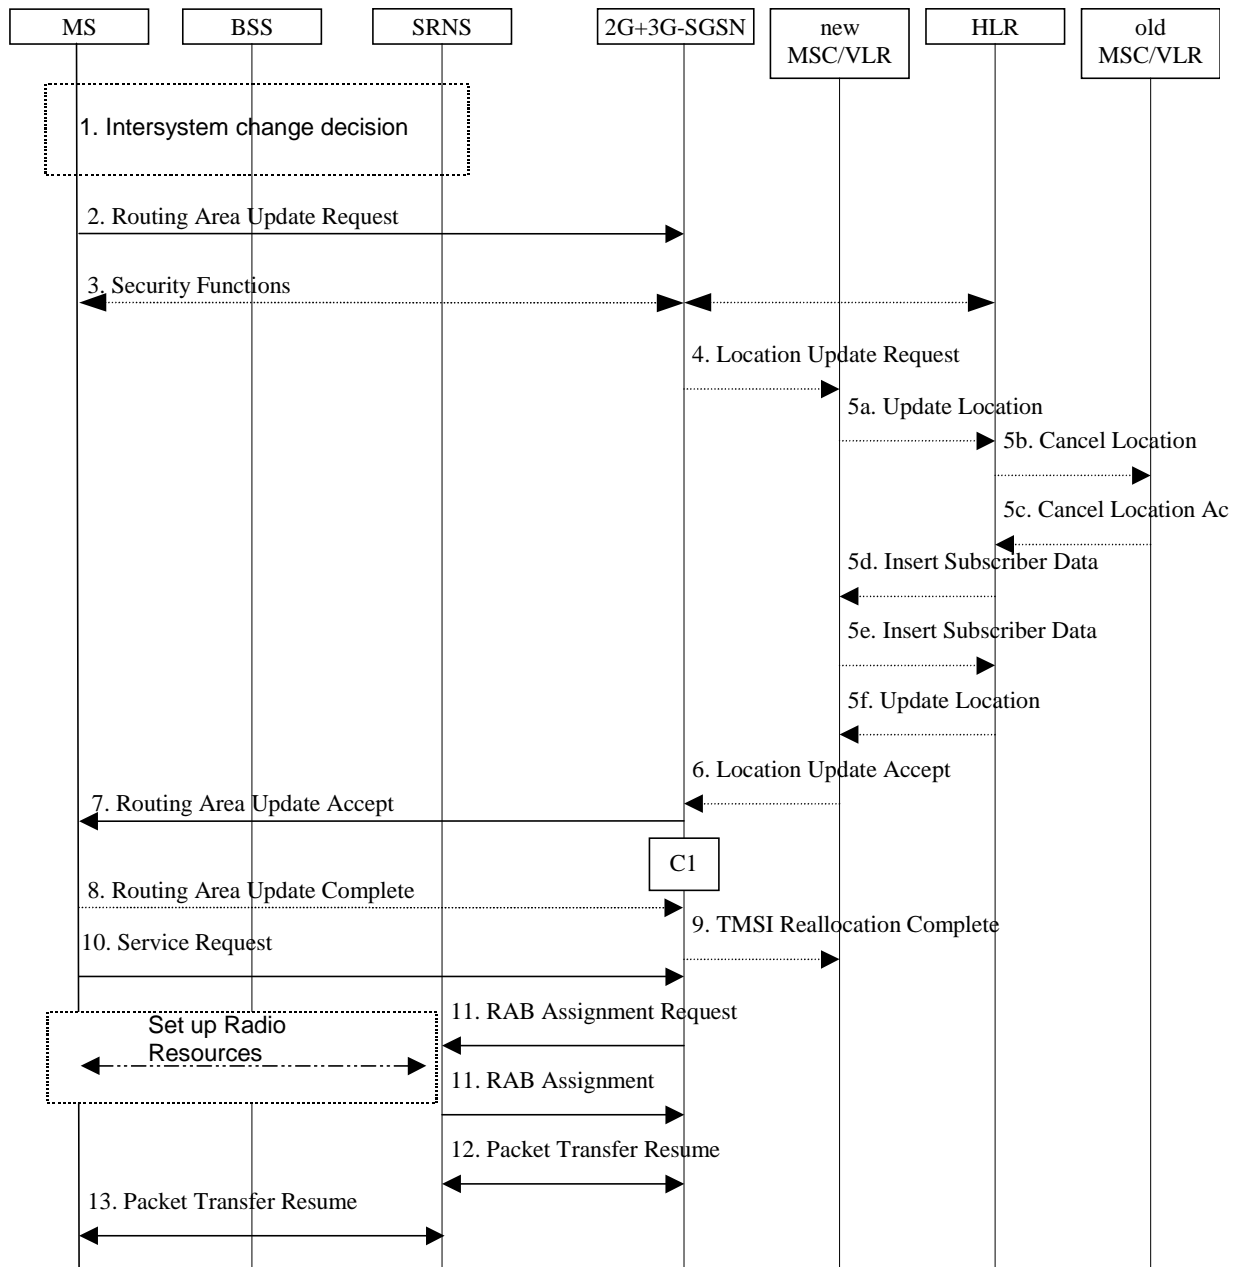 MS
BSS
SRNS
2G+3G-SGSN
new
MSC/VLR
HLR
old
MSC/VLR
1. Intersystem change decision
2. Routing Area Update Request
3. Security Functions
4. Location Update Request
5a. Update Location
5b. Cancel Location
5c. Cancel Location Ac
5d. Insert Subscriber Data
5e. Insert Subscriber Data
5f. Update Location
6. Location Update Accept
7. Routing Area Update Accept
C1
8. Routing Area Update Complete
9. TMSI Reallocation Complete
10. Service Request
11. RAB Assignment Request
Set up Radio
Resources
11. RAB Assignment
12. Packet Transfer Resume
13. Packet Transfer Resume